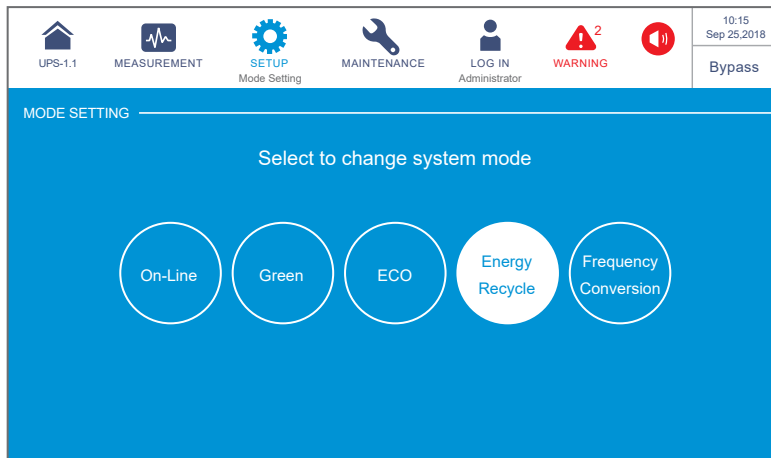 UPS-1.1
MEASUREMENT
SETUP
Mode Setting
MAINTENANCE
LOG IN
Administrator
2
WARNING
10:15
Sep 25,2018
Bypass
MODE SETTING
Select to change system mode
On-Line
Green
ECO
Energy
Recycle
Frequency
Conversion